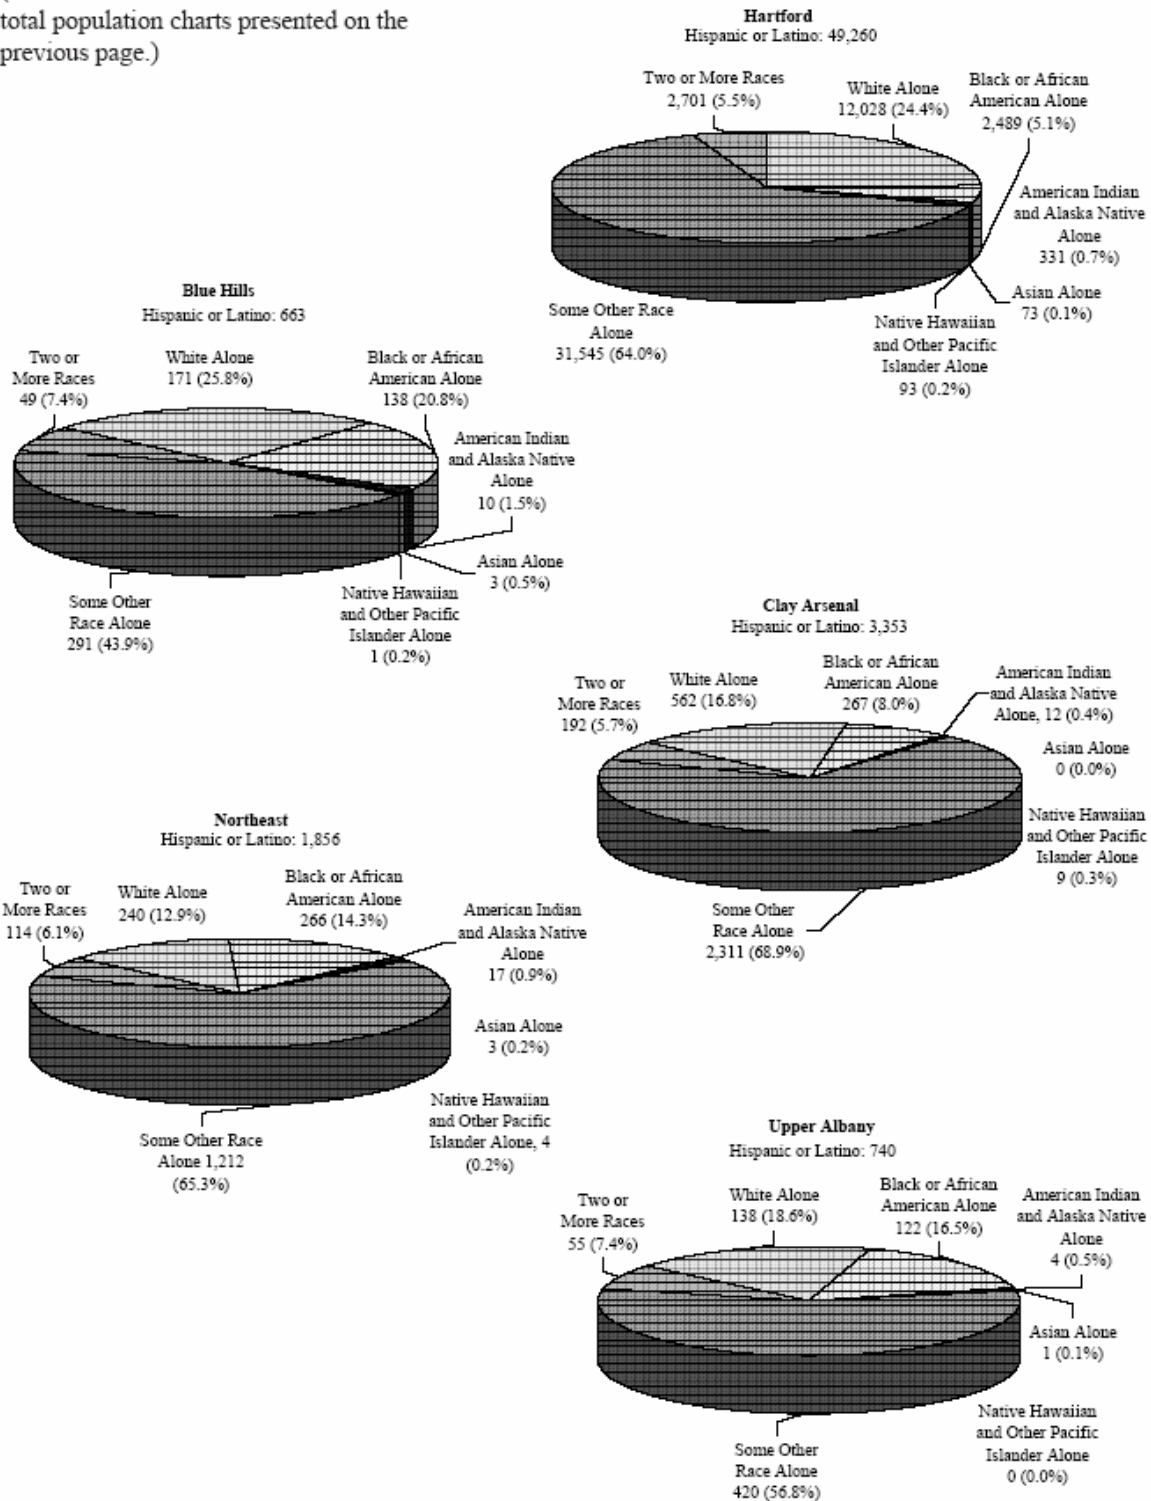 total population charts presented on the
previous page.)
Hartford
Hispanic or Latino: 49,260
Two or More Races
2,701 (5.5%)
White Alone
12,028 (24.4%)
Black or African
American Alone
2,489 (5.1%)
American Indian
and Alaska Native
Alone
331 (0.7%)
Asian Alone
73 (0.1%)
Native Hawaiian
and Other Pacific
Islander Alone
93 (0.2%)
Some Other Race
Alone
31,545 (64.0%)
Blue Hills
Hispanic or Latino: 663
Two or
More Races
49 (7.4%)
White Alone
171 (25.8%)
Black or African
American Alone
138 (20.8%)
American Indian
and Alaska Native
Alone
10 (1.5%)
Asian Alone
3 (0.5%)
Native Hawaiian
and Other Pacific
Islander Alone
1 (0.2%)
Some Other
Race Alone
291 (43.9%)
Clay Arsenal
Hispanic or Latino: 3,353
Two or
More Races
192 (5.7%)
White Alone
562 (16.8%)
Black or African
American Alone
267 (8.0%)
American Indian
and Alaska Native
Alone, 12 (0.4%)
Asian Alone
0 (0.0%)
Native Hawaiian
and Other Pacific
Islander Alone
9 (0.3%)
Some Other
Race Alone
2,311 (68.9%)
Northeast
Hispanic or Latino: 1,856
Two or
More Races
114 (6.1%)
White Alone
240 (12.9%)
Black or African
American Alone
266 (14.3%)
American Indian
and Alaska Native
Alone
17 (0.9%)
Asian Alone
3 (0.2%)
Native Hawaiian
and Other Pacific
Islander Alone, 4
(0.2%)
Some Other Race
Alone 1,212
(65.3%)
Upper Albany
Hispanic or Latino: 740
Two or
More Races
55 (7.4%)
White Alone
138 (18.6%)
Black or African
American Alone
122 (16.5%)
American Indian
and Alaska Native
Alone
4 (0.5%)
Asian Alone
1 (0.1%)
Native Hawaiian
and Other Pacific
Islander Alone
0 (0.0%)
Some Other
Race Alone
420 (56.8%)